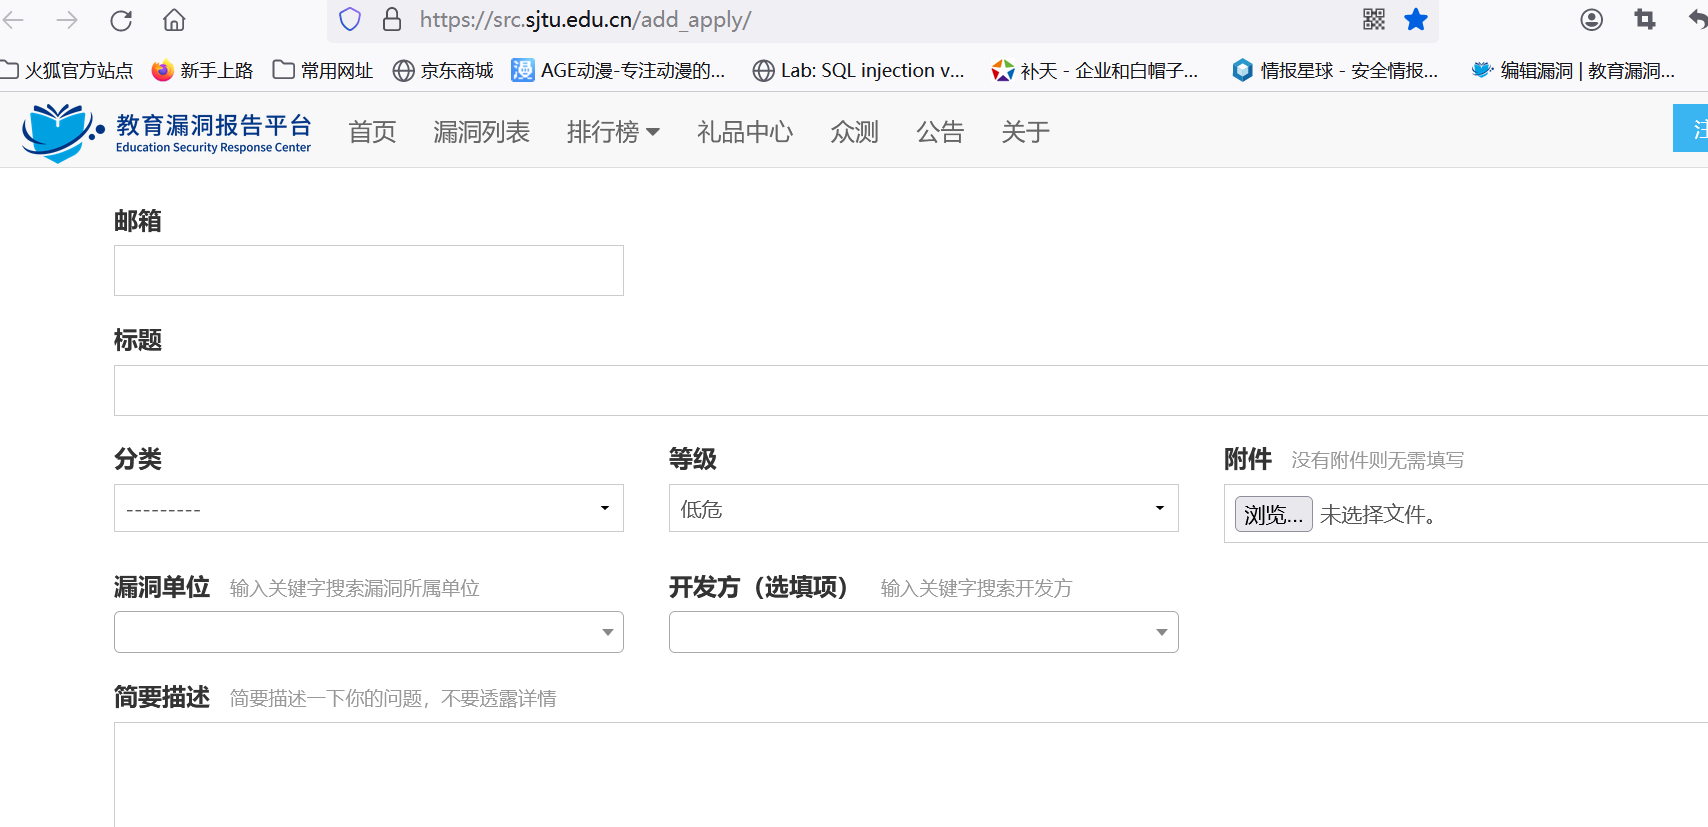 https://src.sjtu.edu.cn/add_apply/
火狐官方站点 新手上路 常用网址 京东商城 漫 AGE动漫-专注动漫的... Lab: SQL injection v... 补天 - 企业和白帽子... 情报星球 - 安全情报... 编辑漏洞 | 教育漏洞...
教育漏洞报告平台
Education Security Response Center
首页 漏洞列表 排行榜 礼品中心 众测 公告 关于
邮箱
标题
分类 等级 附件 没有附件则无需填写
--------- 低危 浏览... 未选择文件。
漏洞单位 输入关键字搜索漏洞所属单位 开发方（选填项） 输入关键字搜索开发方
简要描述 简要描述一下你的问题，不要透露详情